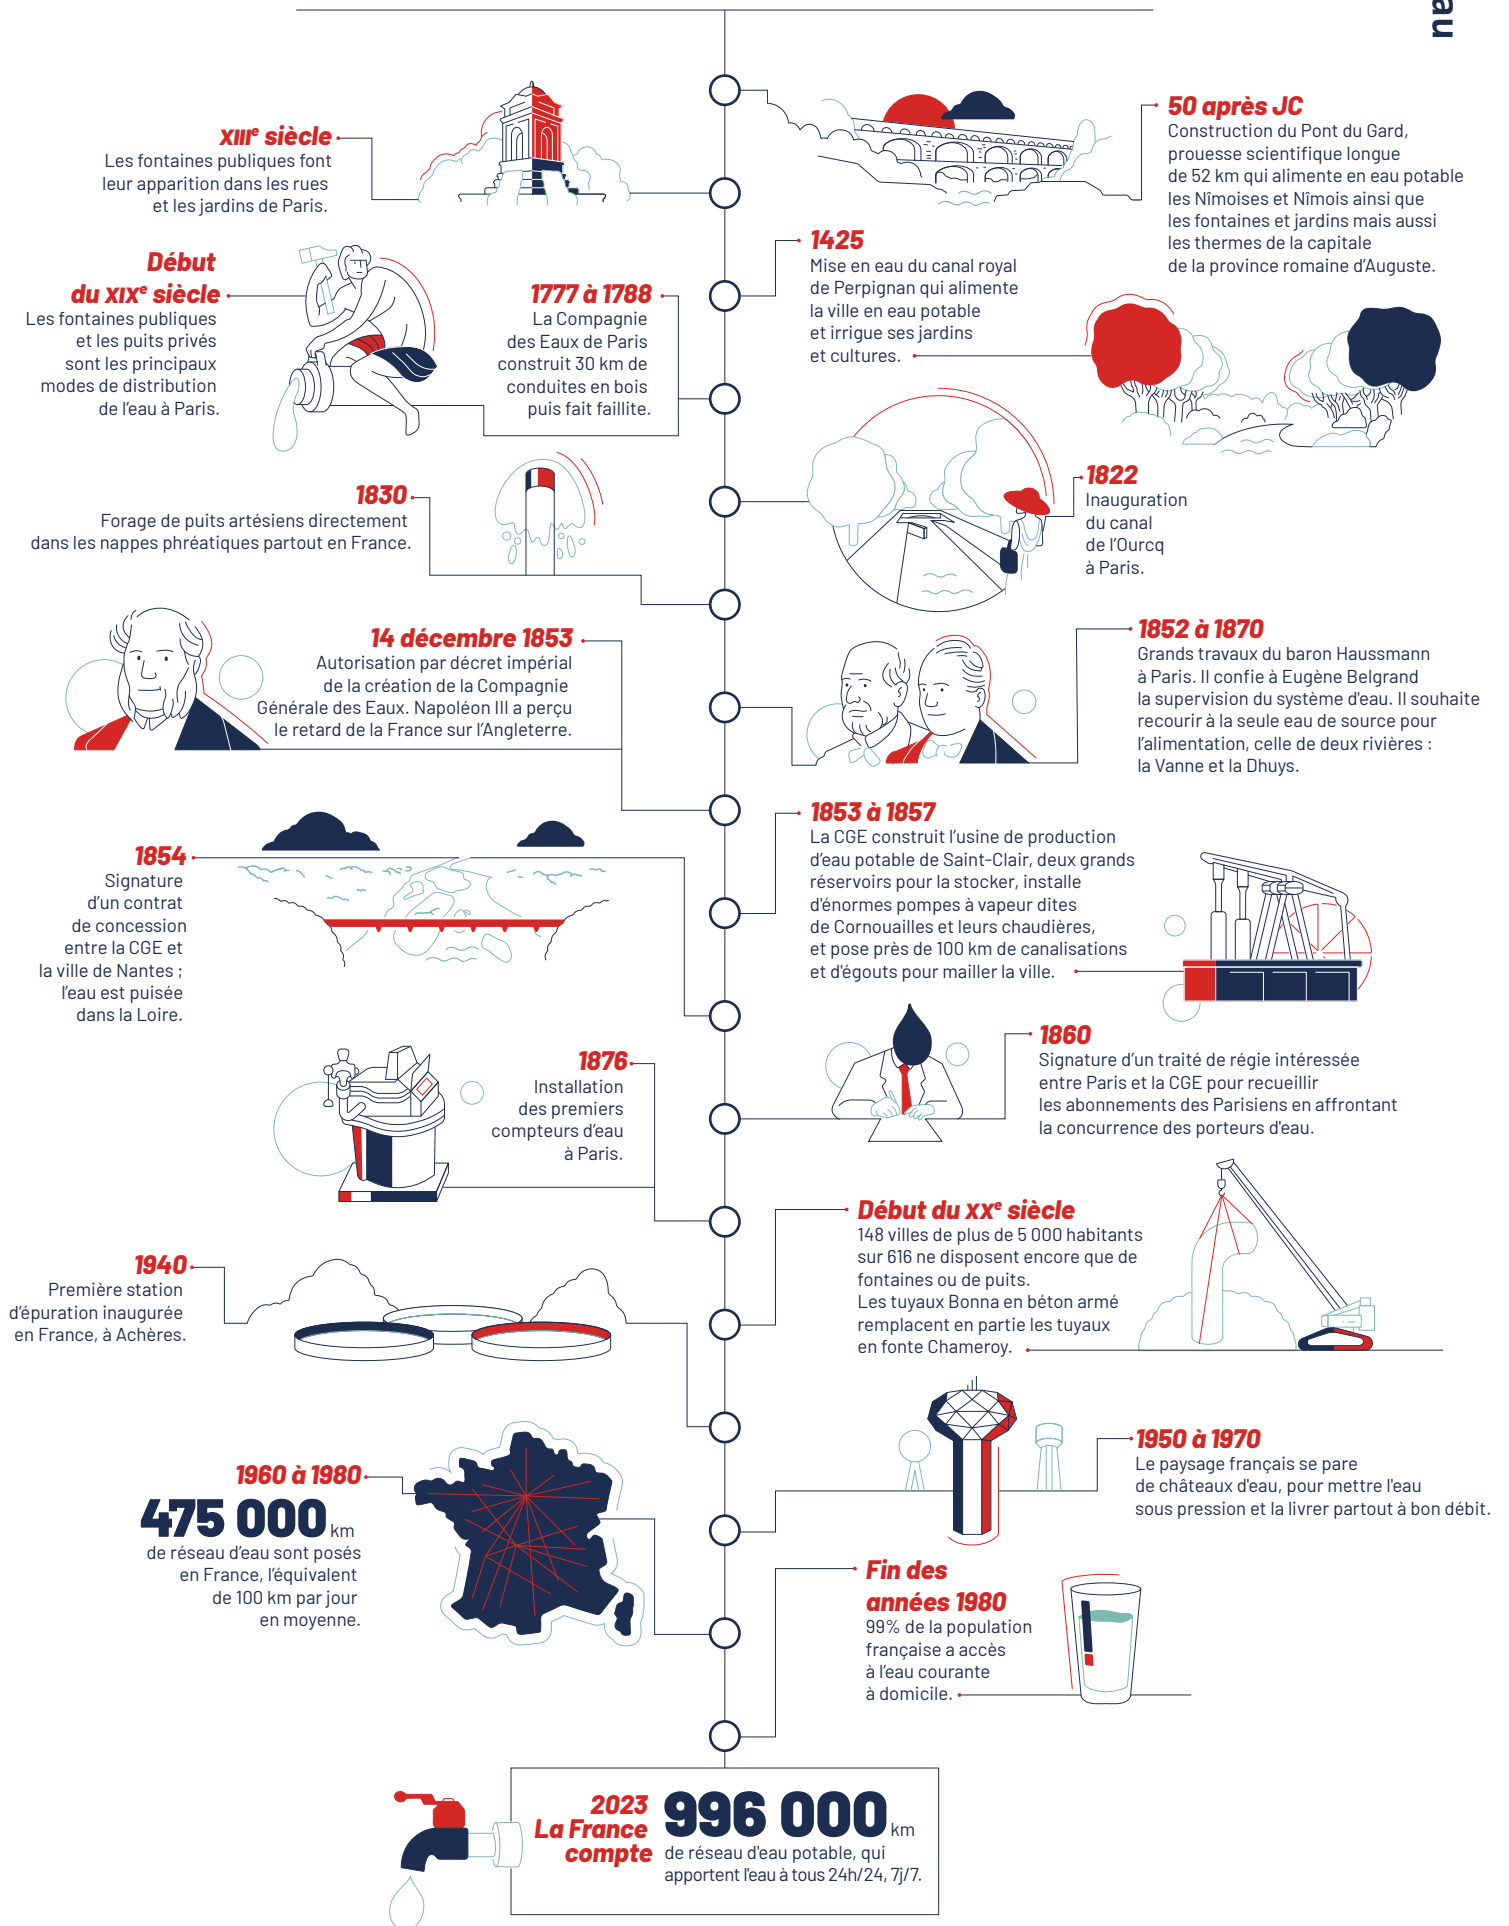 au
50 après JC
Construction du Pont du Gard,
prouesse scientifique longue
de 52 km qui alimente en eau potable
les Nîmoises et Nîmois ainsi que
les fontaines et jardins mais aussi
les thermes de la capitale
de la province romaine d’Auguste.
XIIIe siècle
Les fontaines publiques font
leur apparition dans les rues
et les jardins de Paris.
1425
Mise en eau du canal royal
de Perpignan qui alimente
la ville en eau potable
et irrigue ses jardins
et cultures.
Début
du XIXe siècle
Les fontaines publiques
et les puits privés
sont les principaux
modes de distribution
de l’eau à Paris.
1777 à 1788
La Compagnie
des Eaux de Paris
construit 30 km de
conduites en bois
puis fait faillite.
1822
Inauguration
du canal
de l’Ourcq
à Paris.
1830
Forage de puits artésiens directement
dans les nappes phréatiques partout en France.
1852 à 1870
Grands travaux du baron Haussmann
à Paris. Il confie à Eugène Belgrand
la supervision du système d'eau. Il souhaite
recourir à la seule eau de source pour
l’alimentation, celle de deux rivières :
la Vanne et la Dhuys.
14 décembre 1853
Autorisation par décret impérial
de la création de la Compagnie
Générale des Eaux. Napoléon III a perçu
le retard de la France sur l’Angleterre.
1853 à 1857
La CGE construit l’usine de production
d’eau potable de Saint-Clair, deux grands
réservoirs pour la stocker, installe
d'énormes pompes à vapeur dites
de Cornouailles et leurs chaudières,
et pose près de 100 km de canalisations
et d'égouts pour mailler la ville.
1854
Signature
d’un contrat
de concession
entre la CGE et
la ville de Nantes ;
l’eau est puisée
dans la Loire.
1860
Signature d’un traité de régie intéressée
entre Paris et la CGE pour recueillir
les abonnements des Parisiens en affrontant
la concurrence des porteurs d'eau.
1876
Installation
des premiers
compteurs d’eau
à Paris.
Début du XXe siècle
148 villes de plus de 5 000 habitants
sur 616 ne disposent encore que de
fontaines ou de puits.
Les tuyaux Bonna en béton armé
remplacent en partie les tuyaux
en fonte Chameroy.
1940
Première station
d’épuration inaugurée
en France, à Achères.
1950 à 1970
Le paysage français se pare
de châteaux d'eau, pour mettre l'eau
sous pression et la livrer partout à bon débit.
1960 à 1980
475 000 km
de réseau d’eau sont posés
en France, l’équivalent
de 100 km par jour
en moyenne.
Fin des
années 1980
99% de la population
française a accès
à l’eau courante
à domicile.
2023
La France
compte
996 000 km
de réseau d'eau potable, qui
apportent l'eau à tous 24h/24, 7j/7.